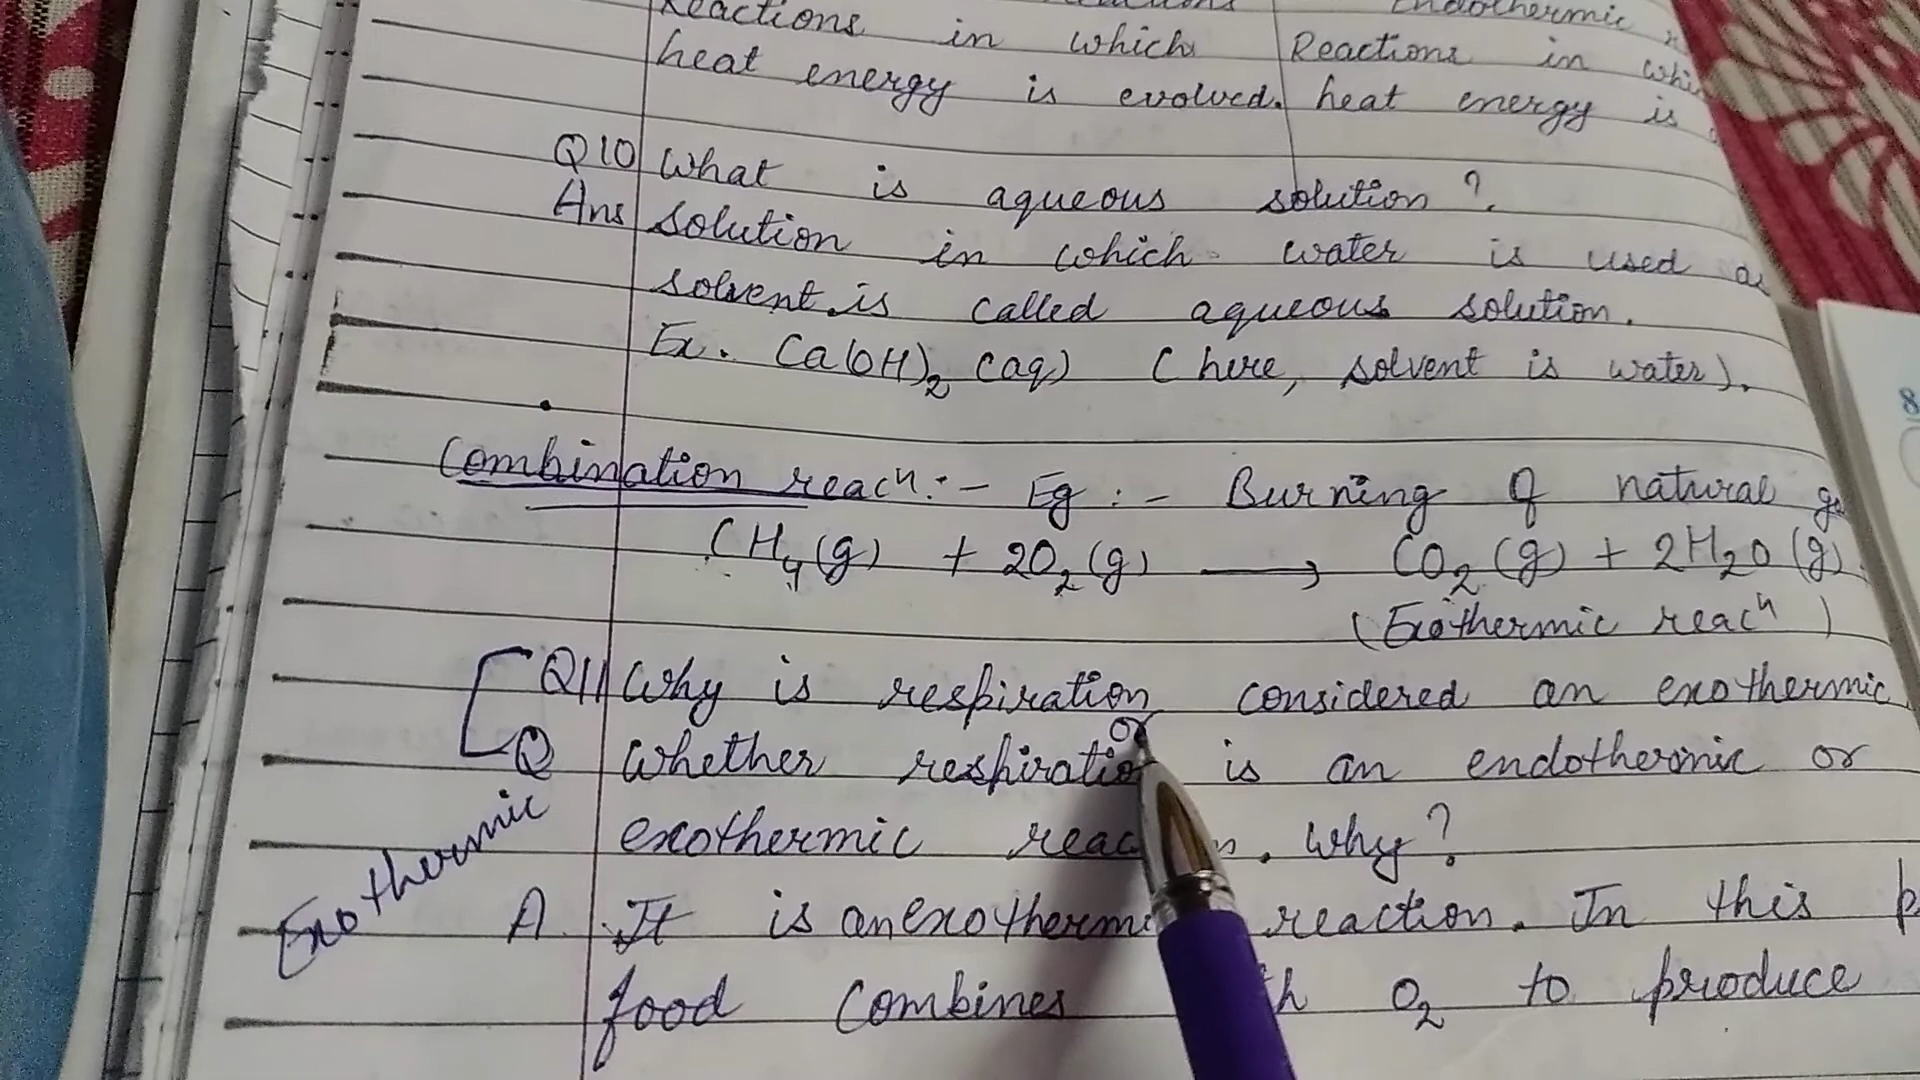 Reactions in which Reactions in
Endothermic
heat energy is evolved. heat energy is
Q10 What is aqueous solution?
Ans Solution in which water is used
solvent is called aqueous solution.
Ex. Ca(OH)₂ (aq) (here, solvent is water).
Combination reacⁿ :- Eg :- Burning of natural
CH₄(g) + 2O₂(g) ⟶ CO₂(g) + 2H₂O(g)
(Exothermic reacⁿ)
Q11 Why is respiration considered an exothermic
or
Q Whether respiration is an endothermic or
exothermic . Why?
Exothermic
A. It is an exothermic reaction. In this
food combines O₂ to produce
8